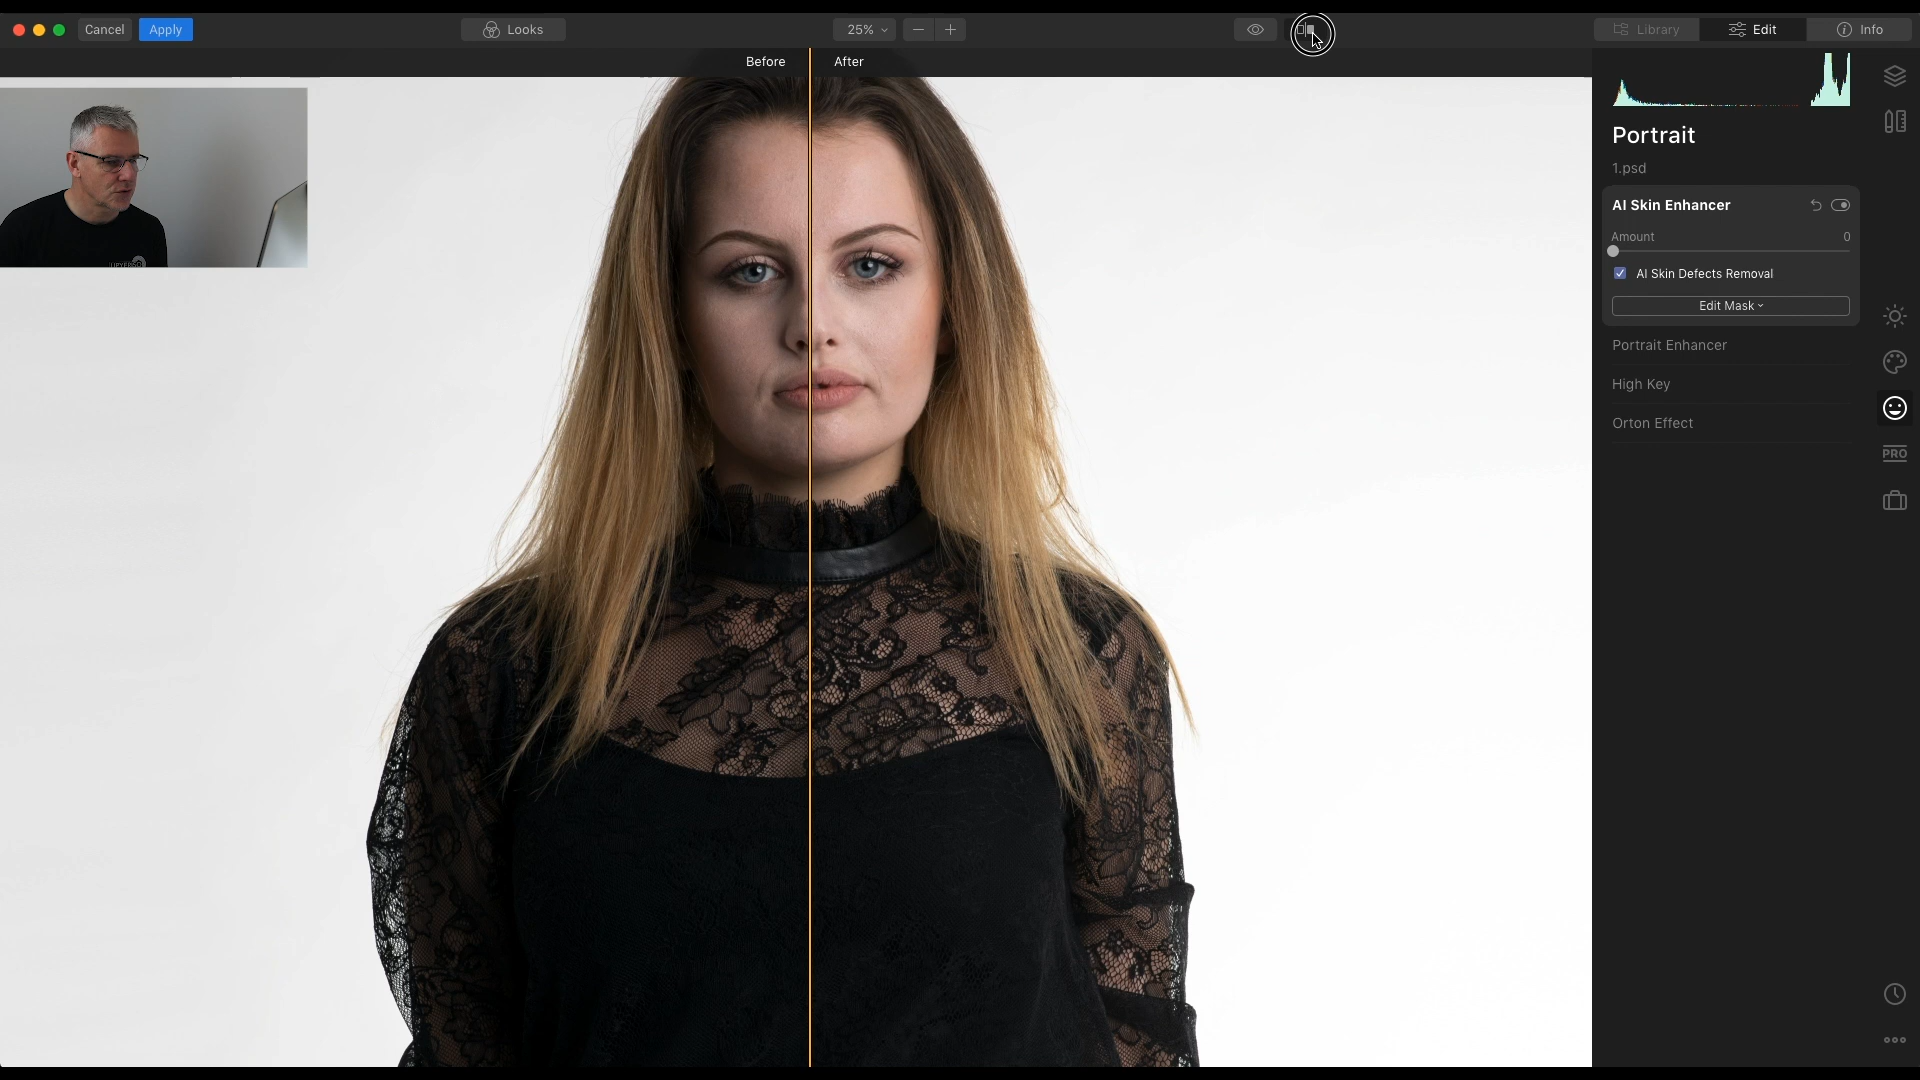 Cancel
Apply
Looks
25%
Library
Edit
Info
Before
After
Portrait
1.psd
AI Skin Enhancer
Amount
0
AI Skin Defects Removal
Edit Mask
Portrait Enhancer
High Key
Orton Effect
PRO